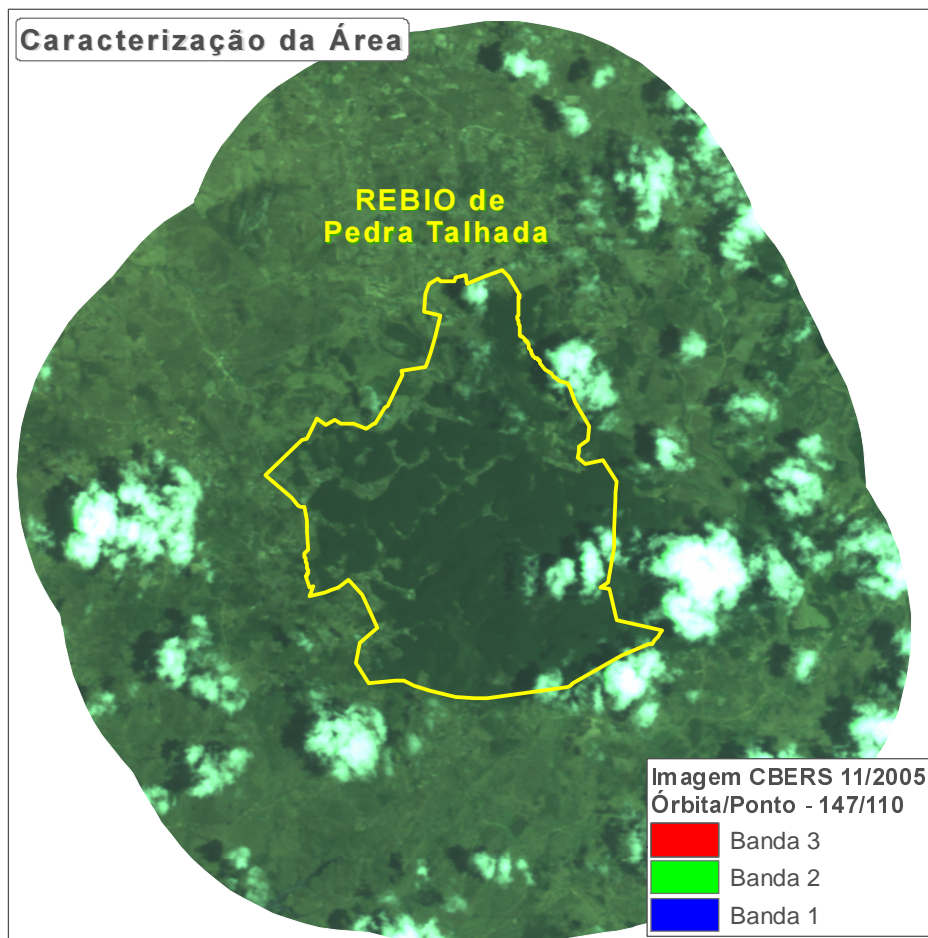 Caracterização da Área
REBIO de
Pedra Talhada
Imagem CBERS 11/2005
Órbita/Ponto - 147/110
Banda 3
Banda 2
Banda 1